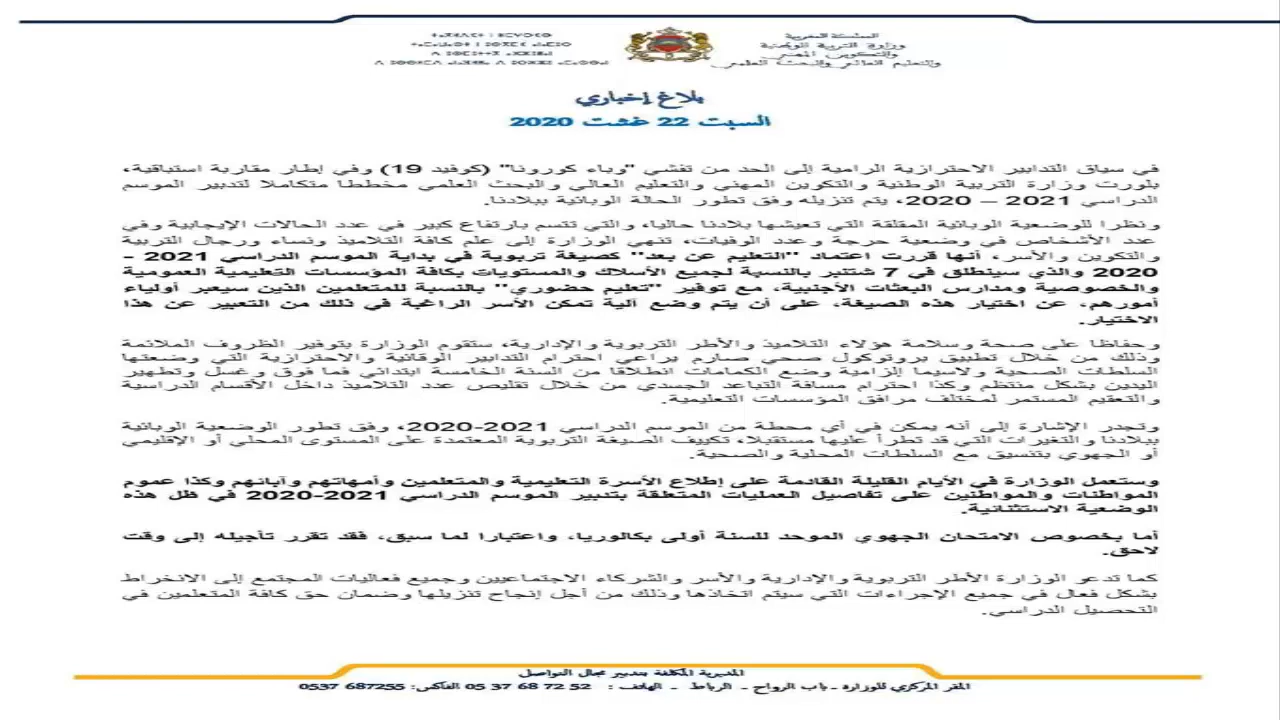 المملكة المغربية
وزارة التربية الوطنية
والتكوين المهني
والتعليم العالي والبحث العلمي
بلاغ إخباري
السبت 22 غشت 2020
في سياق التدابير الاحترازية الرامية إلى الحد من تفشي "وباء كورونا" (كوفيد 19) وفي إطار مقاربة استباقية،
بلورت وزارة التربية الوطنية والتكوين المهني والتعليم العالي والبحث العلمي مخططا متكاملا لتدبير الموسم
الدراسي 2021 – 2020، يتم تنزيله وفق تطور الحالة الوبائية ببلادنا.
ونظرا للوضعية الوبائية المقلقة التي تعيشها بلادنا حاليا، والتي تتسم بارتفاع كبير في عدد الحالات الإيجابية وفي
عدد الأشخاص في وضعية حرجة وعدد الوفيات، تنهي الوزارة إلى علم كافة التلاميذ ونساء ورجال التربية
والتكوين والأسر، أنها قررت اعتماد "التعليم عن بعد" كصيغة تربوية في بداية الموسم الدراسي 2021 –
2020 والذي سينطلق في 7 شتنبر بالنسبة لجميع الأسلاك والمستويات بكافة المؤسسات التعليمية العمومية
والخصوصية ومدارس البعثات الأجنبية، مع توفير "تعليم حضوري" بالنسبة للمتعلمين الذين سيعبر أولياء
أمورهم، عن اختيار هذه الصيغة، على أن يتم وضع آلية تمكن الأسر الراغبة في ذلك من التعبير عن هذا
الاختيار.
وحفاظا على صحة وسلامة هؤلاء التلاميذ والأطر التربوية والإدارية، ستقوم الوزارة بتوفير الظروف الملائمة
وذلك من خلال تطبيق بروتوكول صحي صارم يراعي احترام التدابير الوقائية والاحترازية التي وضعتها
السلطات الصحية ولاسيما إلزامية وضع الكمامات انطلاقا من السنة الخامسة ابتدائي فما فوق وغسل وتطهير
اليدين بشكل منتظم وكذا احترام مسافة التباعد الجسدي من خلال تقليص عدد التلاميذ داخل الأقسام الدراسية
والتعقيم المستمر لمختلف مرافق المؤسسات التعليمية.
وتجدر الإشارة إلى أنه يمكن في أي محطة من الموسم الدراسي 2021-2020، وفق تطور الوضعية الوبائية
ببلادنا والتغيرات التي قد تطرأ عليها مستقبلا، تكييف الصيغة التربوية المعتمدة على المستوى المحلي أو الإقليمي
أو الجهوي بتنسيق مع السلطات المحلية والصحية.
وستعمل الوزارة في الأيام القليلة القادمة على إطلاع الأسرة التعليمية والمتعلمين وأمهاتهم وآبائهم وكذا عموم
المواطنات والمواطنين على تفاصيل العمليات المتعلقة بتدبير الموسم الدراسي 2021-2020 في ظل هذه
الوضعية الاستثنائية.
أما بخصوص الامتحان الجهوي الموحد للسنة أولى بكالوريا، واعتبارا لما سبق، فقد تقرر تأجيله إلى وقت
لاحق.
كما تدعو الوزارة الأطر التربوية والإدارية والأسر والشركاء الاجتماعيين وجميع فعاليات المجتمع إلى الانخراط
بشكل فعال في جميع الإجراءات التي سيتم اتخاذها وذلك من أجل إنجاح تنزيلها وضمان حق كافة المتعلمين في
التحصيل الدراسي.
المديرية المكلفة بتدبير مجال التواصل
المقر المركزي للوزارة - باب الرواح - الرباط - الهاتف : 05 37 68 72 52 الفاكس: 0537 687255